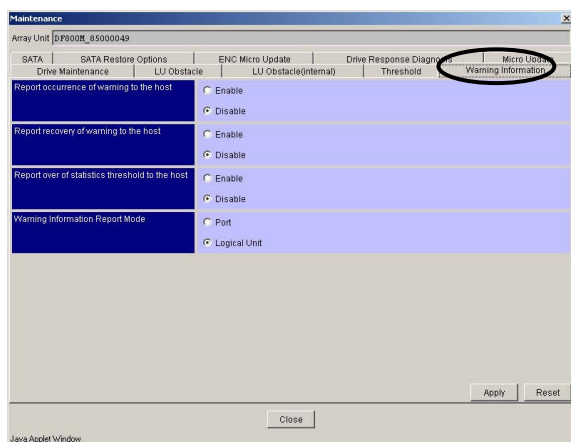 Maintenance
Array Unit DF800M_85000049
SATA SATA Restore Options ENC Micro Update Drive Response Diagnosis Micro Update
Drive Maintenance LU Obstacle LU Obstacle(internal) Threshold Warning Information
Report occurrence of warning to the host
Enable
Disable
Report recovery of warning to the host
Enable
Disable
Report over of statistics threshold to the host
Enable
Disable
Warning Information Report Mode
Port
Logical Unit
Apply Reset
Close
Java Applet Window